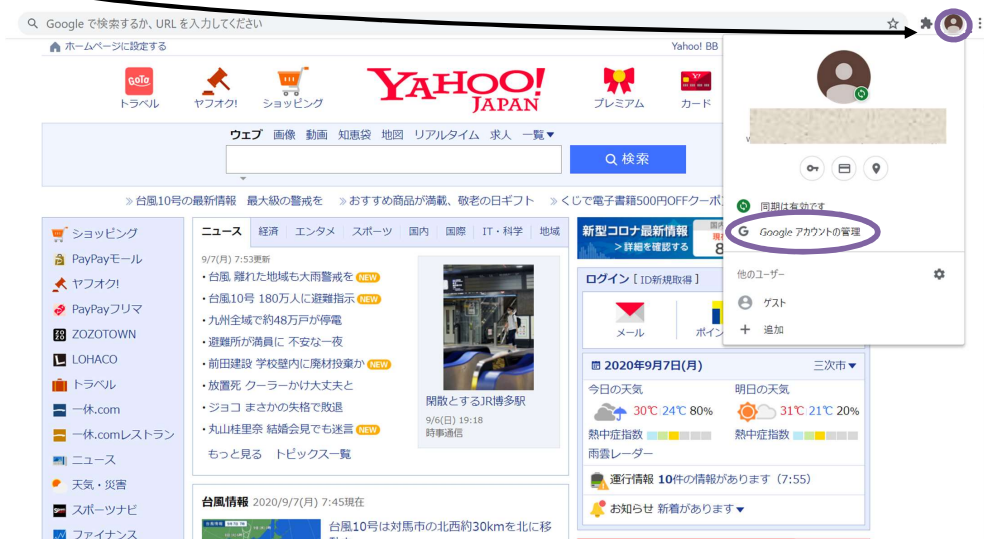 Google で検索するか、URL を入力してください
ホームページに設定する
Yahoo! BB
GoTo
トラベル
ヤフオク!
ショッピング
YAHOO!
JAPAN
プレミアム
カード
ウェブ 画像 動画 知恵袋 地図 リアルタイム 求人 一覧▼
検索
≫台風10号の最新情報 最大級の警戒を ≫おすすめ商品が満載、敬老の日ギフト ≫くじで電子書籍500円OFFクーポ
同期は有効です
G Google アカウントの管理
他のユーザー
ゲスト
+ 追加
ショッピング
PayPayモール
ヤフオク!
PayPayフリマ
ZOZOTOWN
L LOHACO
トラベル
一休.com
一休.comレストラン
ニュース
天気・災害
スポーツナビ
ファイナンス
ニュース 経済 エンタメ スポーツ 国内 国際 IT・科学 地域
9/7(月) 7:53更新
・台風 離れた地域も大雨警戒を NEW
・台風10号 180万人に避難指示 NEW
・九州全域で約48万戸が停電
・避難所が満員に 不安な一夜
・前田建設 学校壁内に廃材投棄か NEW
・放置死 クーラーかけ大丈夫と
・ジョコ まさかの失格で敗退
・丸山桂里奈 結婚会見でも迷言 NEW
もっと見る トピックス一覧
閑散とするJR博多駅
9/6(日) 19:18
時事通信
台風情報 2020/9/7(月) 7:45現在
台風10号は対馬市の北西約30kmを北に移
新型コロナ最新情報
>詳細を確認する
ログイン [ ID新規取得 ]
メール
ポイン
2020年9月7日(月)
三次市▼
今日の天気
30℃ 24℃ 80%
明日の天気
31℃ 21℃ 20%
熱中症指数
熱中症指数
雨雲レーダー
運行情報 10件の情報があります (7:55)
お知らせ 新着があります▼